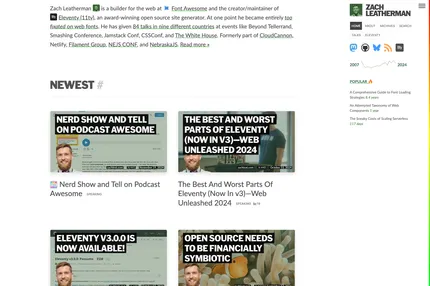 Zach Leatherman is a builder for the web at Font Awesome and the creator/maintainer of
Eleventy (11ty), an award-winning open source site generator. At one point he became entirely too
fixated on web fonts. He has given 84 talks in nine different countries at events like Beyond Tellerrand,
Smashing Conference, Jamstack Conf, CSSConf, and The White House. Formerly part of CloudCannon,
Netlify, Filament Group, NEJS CONF, and NebraskaJS. Read more »
NEWEST #
NERD SHOW AND TELL
ON PODCAST AWESOME
Nerd Show and Tell on Podcast
Awesome SPEAKING
THE BEST AND WORST
PARTS OF ELEVENTY
(NOW IN V3)—WEB
UNLEASHED 2024
The Best And Worst Parts Of
Eleventy (Now In V3)—Web
Unleashed 2024 SPEAKING
ELEVENTY V3.0.0 IS
NOW AVAILABLE!
OPEN SOURCE NEEDS
TO BE FINANCIALLY
SYMBIOTIC
ZACH
LEATHERMAN
HOME ABOUT ARCHIVE SEARCH
TALKS EVENTS
2007 2024
POPULAR
A Comprehensive Guide to Font Loading
Strategies
An Abbreviated Taxonomy of Web
Components
The Sneaky Costs of Scaling Serverless